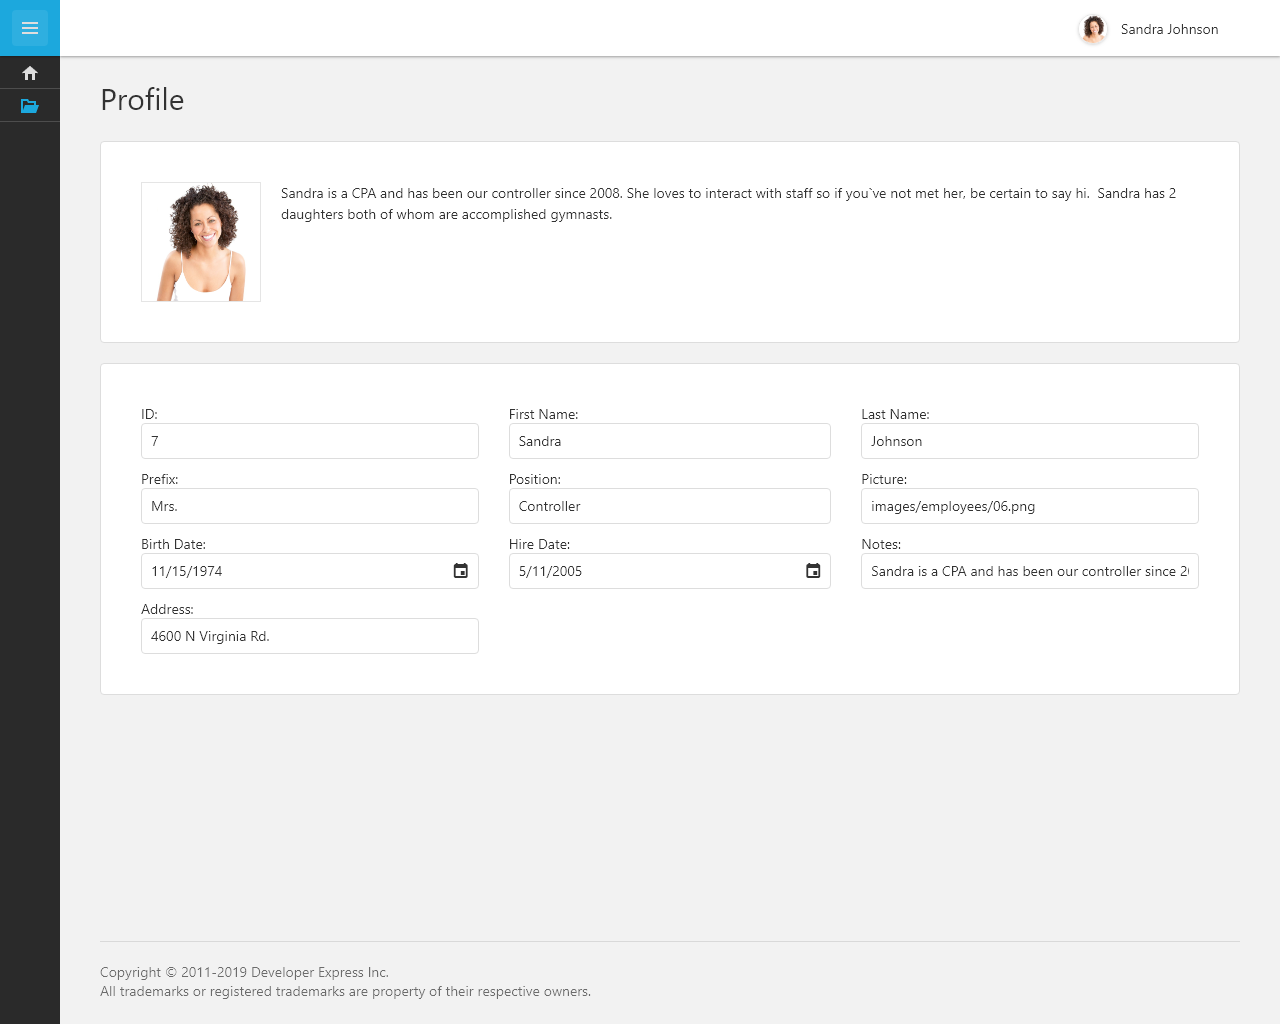 Sandra Johnson
Profile
Sandra is a CPA and has been our controller since 2008. She loves to interact with staff so if you`ve not met her, be certain to say hi.  Sandra has 2
daughters both of whom are accomplished gymnasts.
ID:
First Name:
Last Name:
7
Sandra
Johnson
Prefix:
Position:
Picture:
Mrs.
Controller
images/employees/06.png
Birth Date:
Hire Date:
Notes:
11/15/1974
5/11/2005
Sandra is a CPA and has been our controller since
Address:
4600 N Virginia Rd.
Copyright © 2011-2019 Developer Express Inc.
All trademarks or registered trademarks are property of their respective owners.